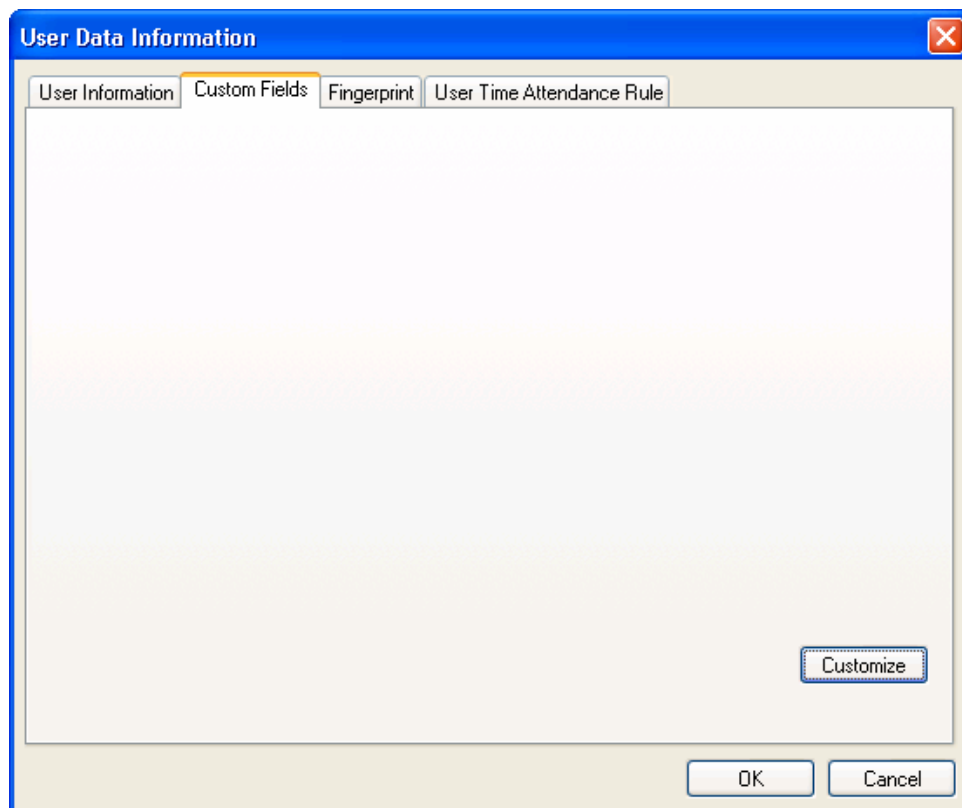 User Data Information
User Information Custom Fields Fingerprint User Time Attendance Rule
Customize
OK Cancel